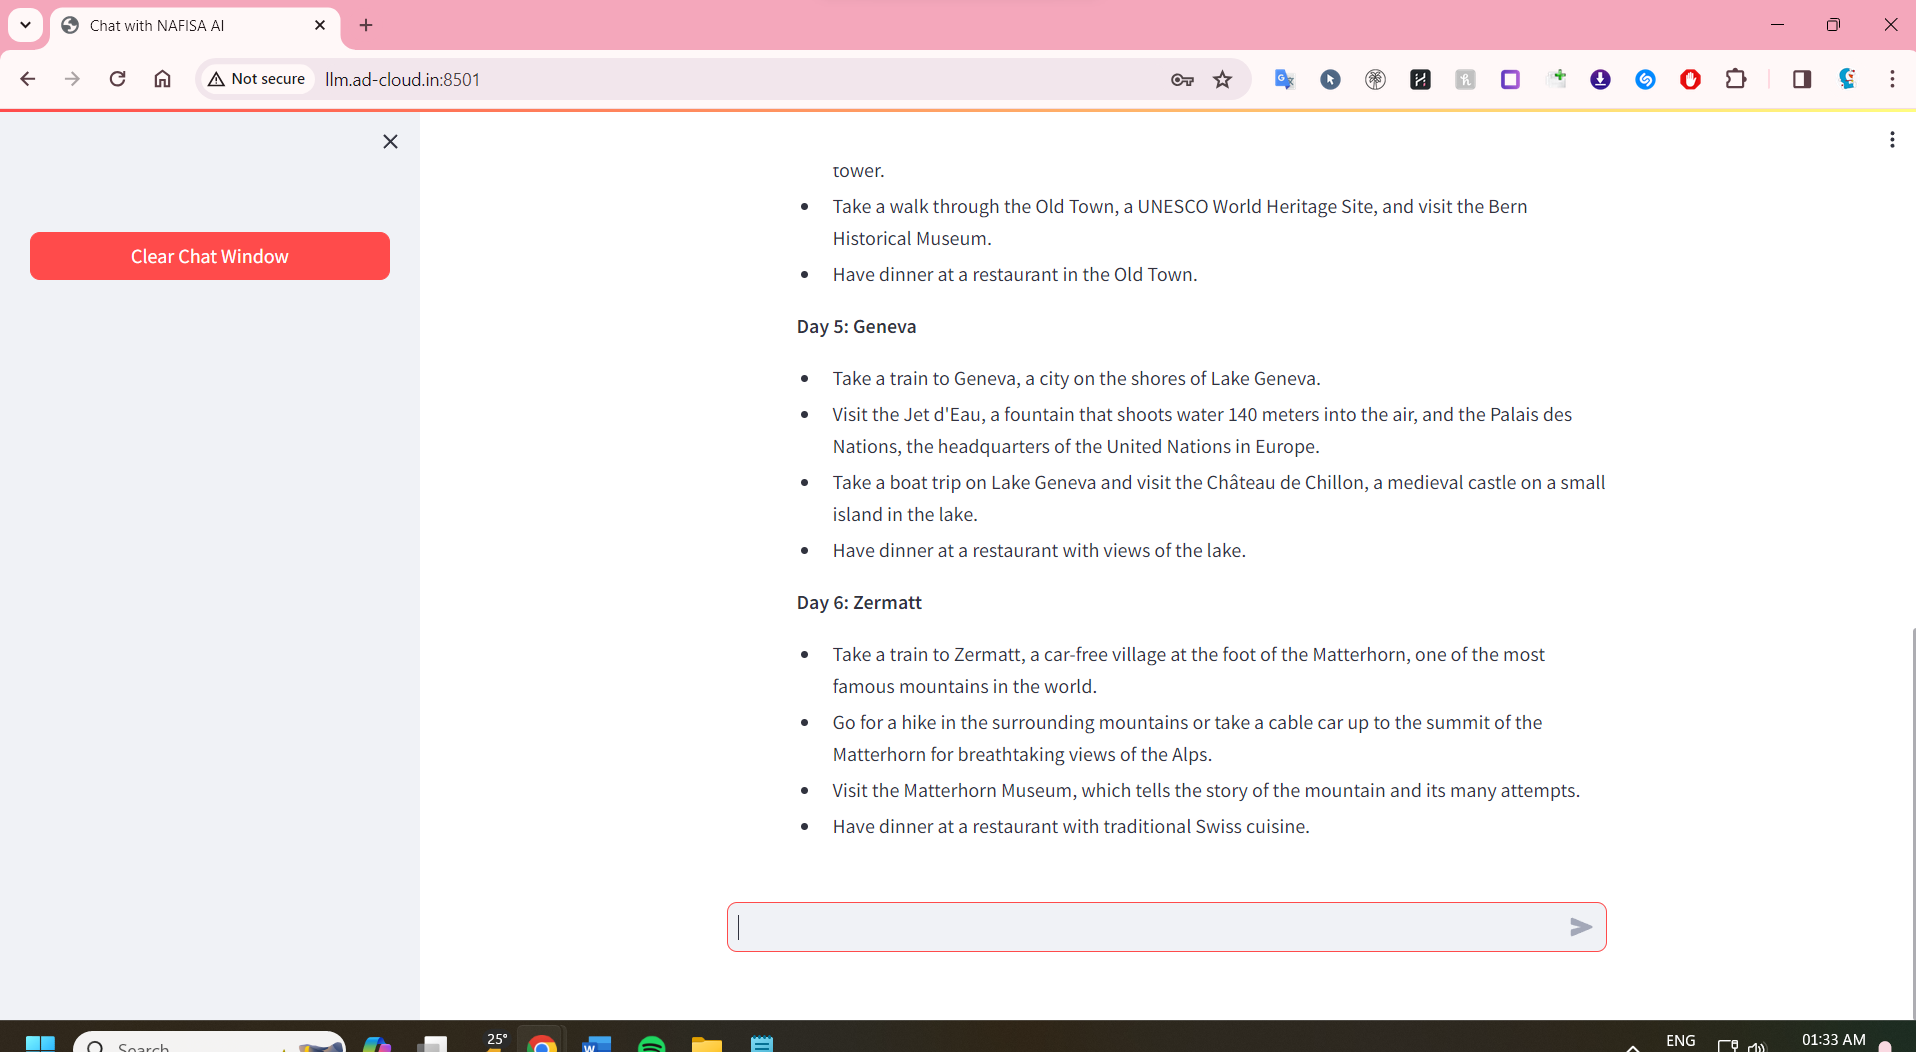 Chat with NAFISA AI
Not secure
llm.ad-cloud.in:8501
Clear Chat Window
tower.
Take a walk through the Old Town, a UNESCO World Heritage Site, and visit the Bern
Historical Museum.
Have dinner at a restaurant in the Old Town.
Day 5: Geneva
Take a train to Geneva, a city on the shores of Lake Geneva.
Visit the Jet d'Eau, a fountain that shoots water 140 meters into the air, and the Palais des
Nations, the headquarters of the United Nations in Europe.
Take a boat trip on Lake Geneva and visit the Château de Chillon, a medieval castle on a small
island in the lake.
Have dinner at a restaurant with views of the lake.
Day 6: Zermatt
Take a train to Zermatt, a car-free village at the foot of the Matterhorn, one of the most
famous mountains in the world.
Go for a hike in the surrounding mountains or take a cable car up to the summit of the
Matterhorn for breathtaking views of the Alps.
Visit the Matterhorn Museum, which tells the story of the mountain and its many attempts.
Have dinner at a restaurant with traditional Swiss cuisine.
Search
25°
ENG
01:33 AM